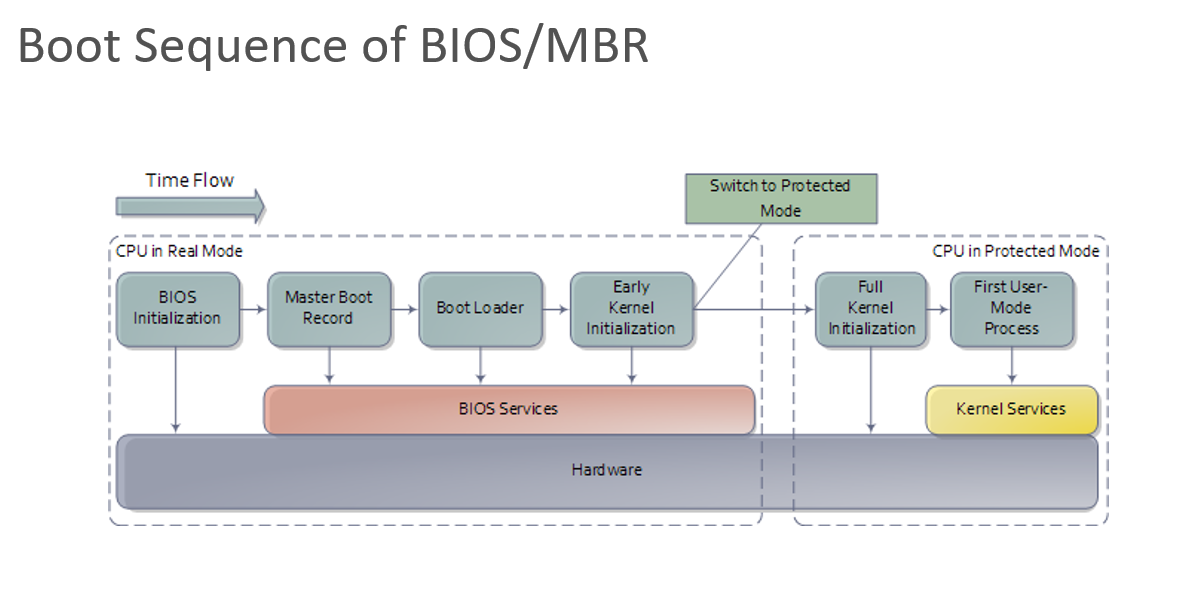 Boot Sequence of BIOS/MBR
Time Flow
Switch to Protected
Mode
CPU in Real Mode
CPU in Protected Mode
BIOS
Initialization
Master Boot
Record
Boot Loader
Early
Kernel
Initialization
Full
Kernel
Initialization
First User-
Mode
Process
BIOS Services
Kernel Services
Hardware